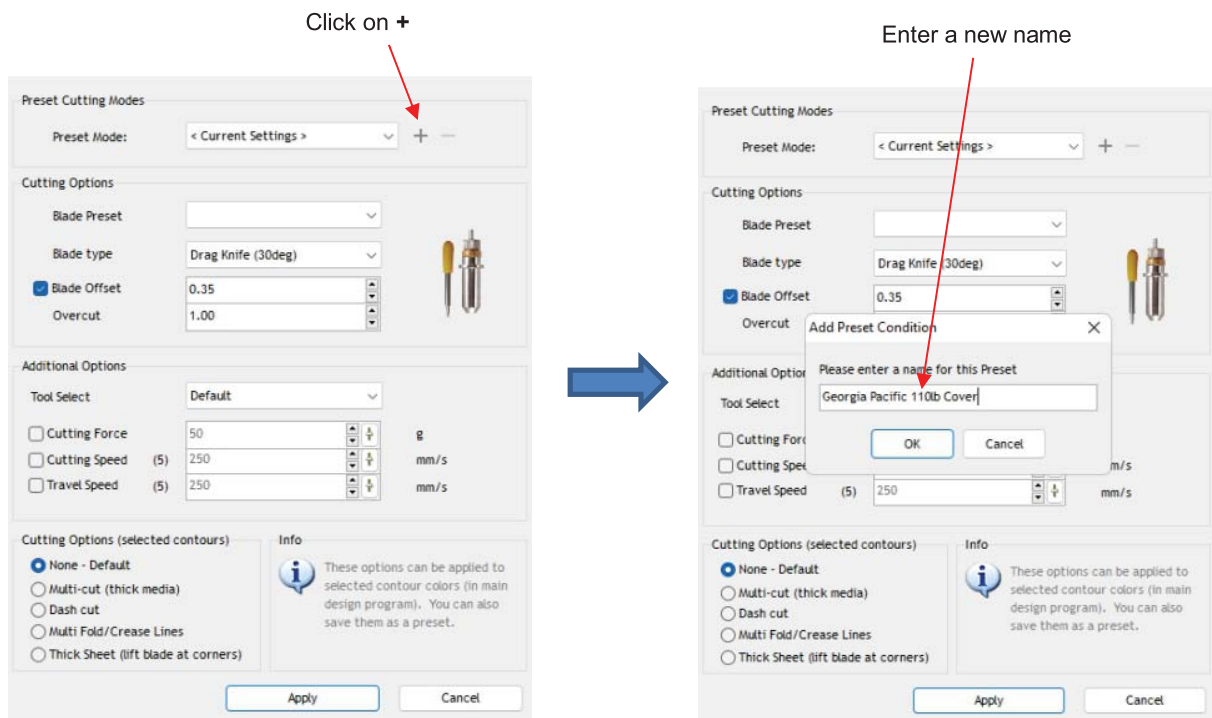 Click on +
Preset Cutting Modes
Preset Mode: < Current Settings > + −
Cutting Options
Blade Preset
Blade type Drag Knife (30deg)
Blade Offset 0.35
Overcut 1.00
Additional Options
Tool Select Default
Cutting Force 50 g
Cutting Speed (5) 250 mm/s
Travel Speed (5) 250 mm/s
Cutting Options (selected contours)
None - Default
Multi-cut (thick media)
Dash cut
Multi Fold/Crease Lines
Thick Sheet (lift blade at corners)
Info
These options can be applied to
selected contour colors (in main
design program). You can also
save them as a preset.
Apply Cancel
Enter a new name
Preset Cutting Modes
Preset Mode: < Current Settings > + −
Cutting Options
Blade Preset
Blade type Drag Knife (30deg)
Blade Offset 0.35
Overcut
Add Preset Condition
Please enter a name for this Preset
Georgia Pacific 110lb Cover
OK Cancel
Additional Option
Tool Select
Cutting Forc
Cutting Spee m/s
Travel Speed (5) 250 mm/s
Cutting Options (selected contours)
None - Default
Multi-cut (thick media)
Dash cut
Multi Fold/Crease Lines
Thick Sheet (lift blade at corners)
Info
These options can be applied to
selected contour colors (in main
design program). You can also
save them as a preset.
Apply Cancel